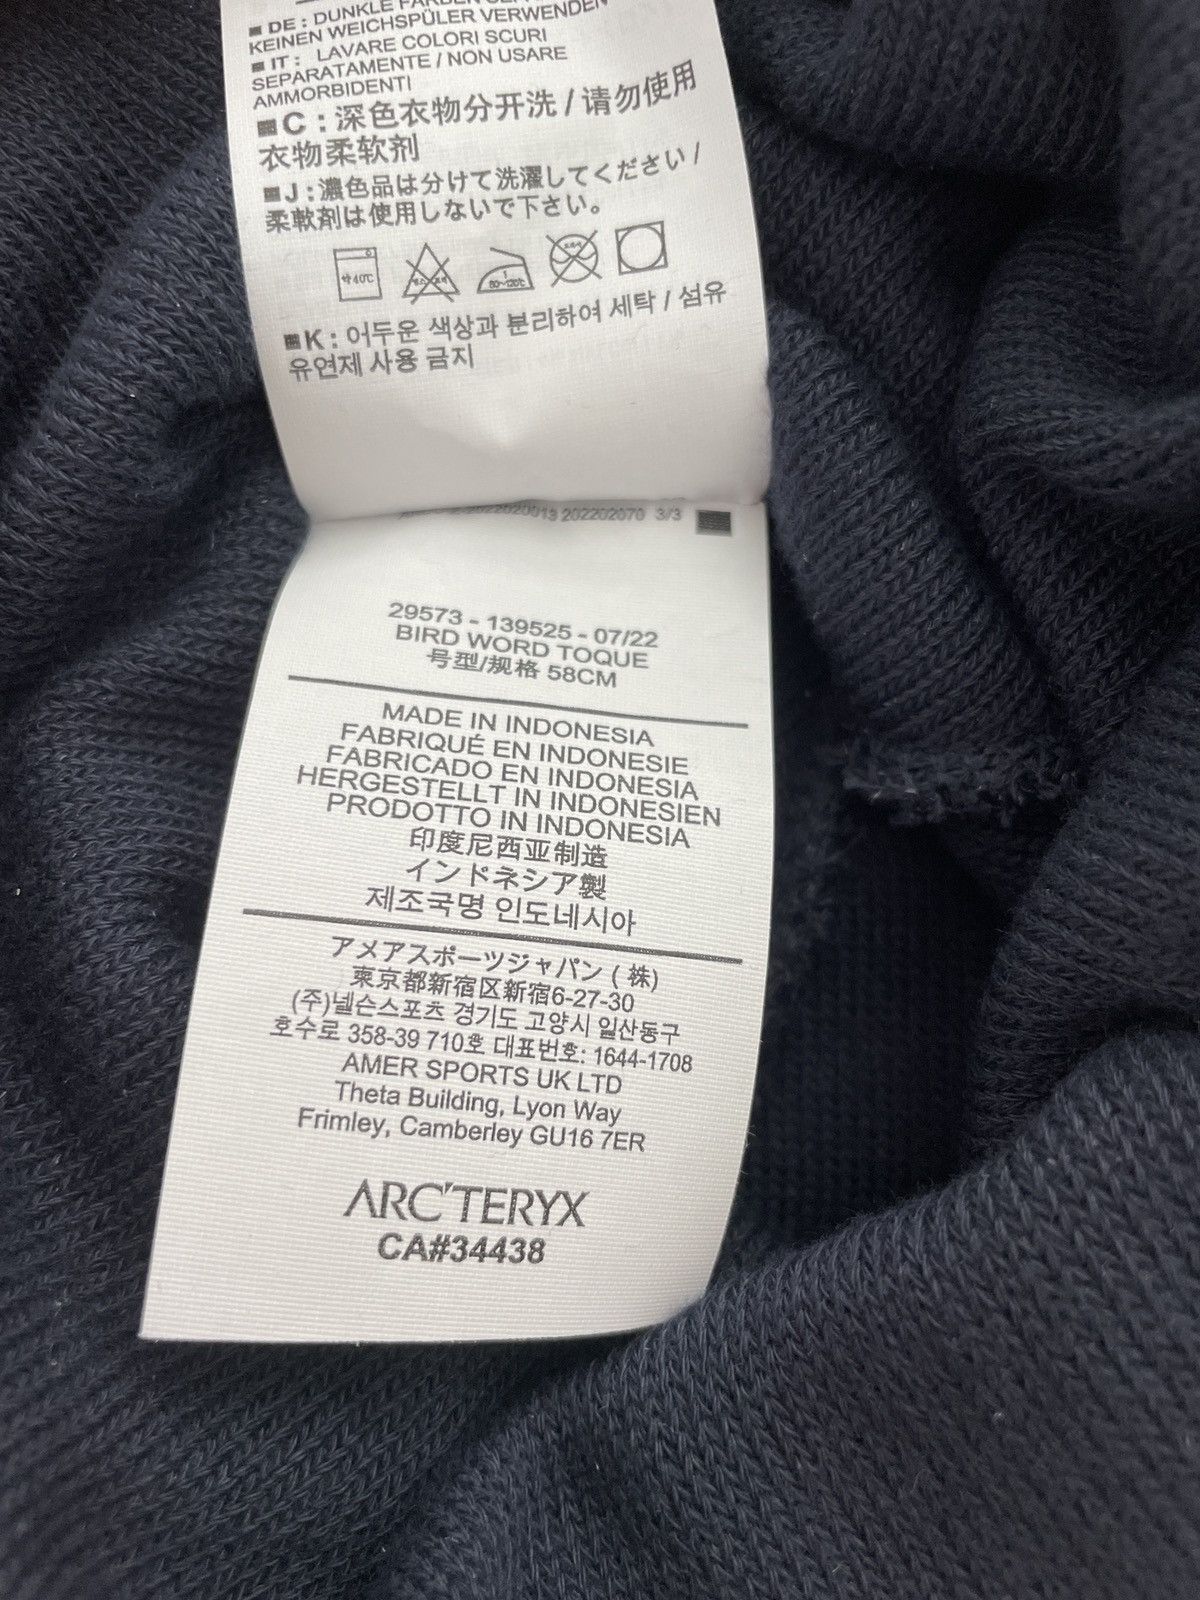 ■ DE : DUNKLE FARBEN
KEINEN WEICHSPÜLER VERWENDEN
■ IT : LAVARE COLORI SCURI
SEPARATAMENTE / NON USARE
AMMORBIDENTI
■C : 深色衣物分开洗 / 请勿使用
衣物柔软剂
■J : 濃色品は分けて洗濯してください /
柔軟剤は使用しないで下さい。
약40℃ 1 80~120℃
■K : 어두운 색상과 분리하여 세탁 / 섬유
유연제 사용 금지
2022020013 202202070 3/3
29573 - 139525 - 07/22
BIRD WORD TOQUE
号型/规格 58CM
MADE IN INDONESIA
FABRIQUÉ EN INDONESIE
FABRICADO EN INDONESIA
HERGESTELLT IN INDONESIEN
PRODOTTO IN INDONESIA
印度尼西亚制造
インドネシア製
제조국명 인도네시아
アメアスポーツジャパン ( 株)
東京都新宿区新宿6-27-30
(주)넬슨스포츠 경기도 고양시 일산동구
호수로 358-39 710호 대표번호: 1644-1708
AMER SPORTS UK LTD
Theta Building, Lyon Way
Frimley, Camberley GU16 7ER
ARC'TERYX
CA#34438